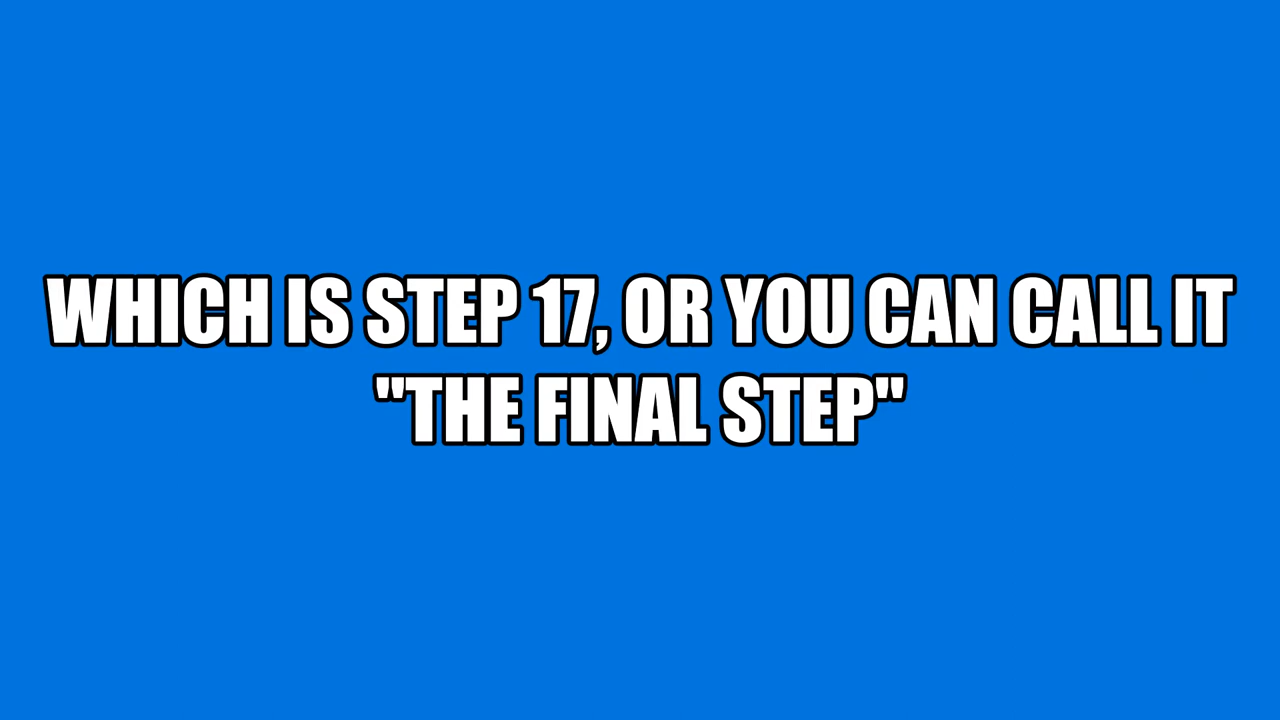 WHICH IS STEP 17, OR YOU CAN CALL IT
"THE FINAL STEP"